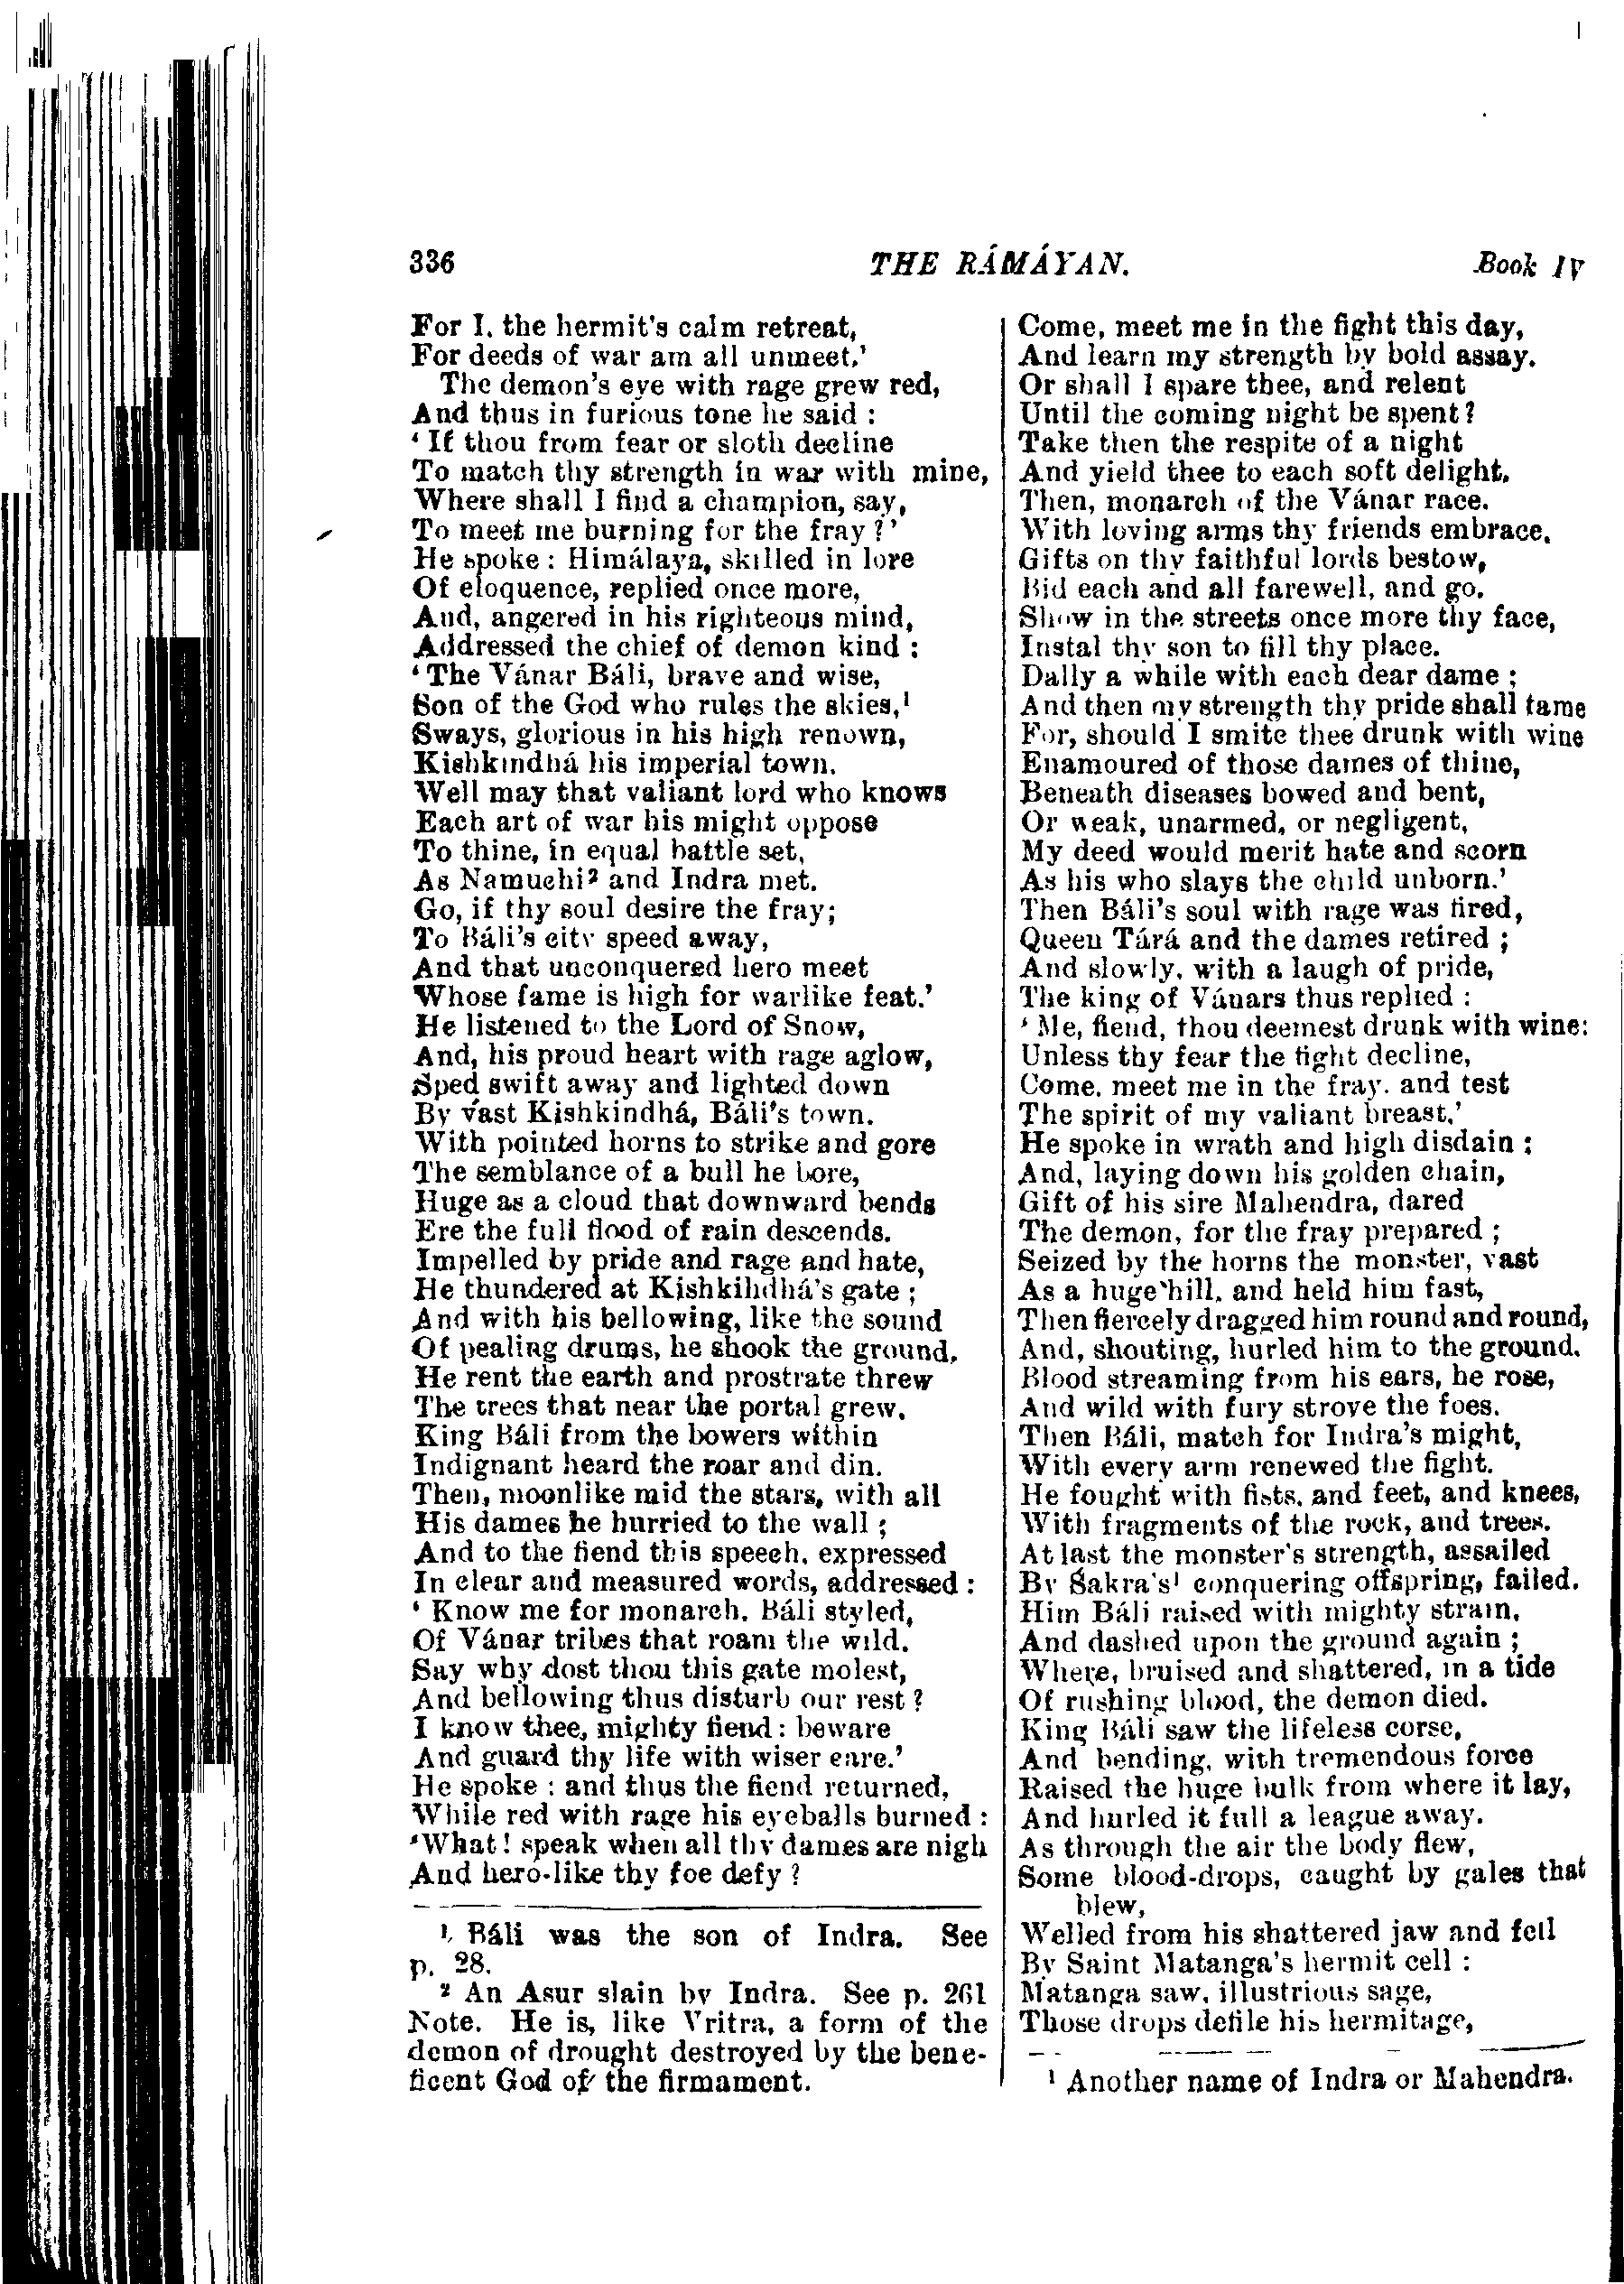 336
THE RÁMÁYAN.
Book IV
For I, the hermit's calm retreat,
For deeds of war am all unmeet.'
The demon's eye with rage grew red,
And thus in furious tone he said :
‘ If thou from fear or sloth decline
To match thy strength in war with mine,
Where shall I find a champion, say,
To meet me burning for the fray ?’
He spoke : Himálaya, skilled in lore
Of eloquence, replied once more,
And, angered in his righteous mind,
Addressed the chief of demon kind :
‘ The Vánar Báli, brave and wise,
Son of the God who rules the skies,¹
Sways, glorious in his high renown,
Kishkindhá his imperial town.
Well may that valiant lord who knows
Each art of war his might oppose
To thine, in equal battle set,
As Namuchi² and Indra met.
Go, if thy soul desire the fray;
To Báli's city speed away,
And that unconquered hero meet
Whose fame is high for warlike feat.’
He listened to the Lord of Snow,
And, his proud heart with rage aglow,
Sped swift away and lighted down
By vast Kishkindhá, Báli's town.
With pointed horns to strike and gore
The semblance of a bull he bore,
Huge as a cloud that downward bends
Ere the full flood of rain descends.
Impelled by pride and rage and hate,
He thundered at Kishkihdhá's gate ;
And with his bellowing, like the sound
Of pealing drums, he shook the ground.
He rent the earth and prostrate threw
The trees that near the portal grew.
King Báli from the bowers within
Indignant heard the roar and din.
Then, moonlike mid the stars, with all
His dames he hurried to the wall ;
And to the fiend this speech, expressed
In clear and measured words, addressed :
‘ Know me for monarch. Báli styled,
Of Vánar tribes that roam the wild.
Say why dost thou this gate molest,
And bellowing thus disturb our rest ?
I know thee, mighty fiend : beware
And guard thy life with wiser care.’
He spoke : and thus the fiend returned,
While red with rage his eyeballs burned :
‘What! speak when all thy dames are nigh
And hero-like thy foe defy ?
¹ Báli was the son of Indra. See
p. 28.
² An Asur slain by Indra. See p. 261
Note. He is, like Vritra, a form of the
demon of drought destroyed by the bene-
ficent God of the firmament.
Come, meet me in the fight this day,
And learn my strength by bold assay.
Or shall I spare thee, and relent
Until the coming night be spent ?
Take then the respite of a night
And yield thee to each soft delight.
Then, monarch of the Vánar race.
With loving arms thy friends embrace.
Gifts on thy faithful lords bestow,
Bid each and all farewell, and go.
Show in the streets once more thy face,
Instal thy son to fill thy place.
Dally a while with each dear dame ;
And then my strength thy pride shall tame
For, should I smite thee drunk with wine
Enamoured of those dames of thine,
Beneath diseases bowed and bent,
Or weak, unarmed, or negligent,
My deed would merit hate and scorn
As his who slays the child unborn.’
Then Báli's soul with rage was fired,
Queen Tárá and the dames retired ;
And slowly, with a laugh of pride,
The king of Vánars thus replied :
‘ Me, fiend, thou deemest drunk with wine:
Unless thy fear the fight decline,
Come, meet me in the fray, and test
The spirit of my valiant breast.’
He spoke in wrath and high disdain ;
And, laying down his golden chain,
Gift of his sire Mahendra, dared
The demon, for the fray prepared ;
Seized by the horns the monster, vast
As a huge hill, and held him fast,
Then fiercely dragged him round and round,
And, shouting, hurled him to the ground.
Blood streaming from his ears, he rose,
And wild with fury strove the foes.
Then Báli, match for Indra's might,
With every arm renewed the fight.
He fought with fists, and feet, and knees,
With fragments of the rock, and trees.
At last the monster's strength, assailed
By Śakra's¹ conquering offspring, failed.
Him Báli raised with mighty strain,
And dashed upon the ground again ;
Where, bruised and shattered, in a tide
Of rushing blood, the demon died.
King Báli saw the lifeless corse,
And bending, with tremendous force
Raised the huge bulk from where it lay,
And hurled it full a league away.
As through the air the body flew,
Some blood-drops, caught by gales that
blew,
Welled from his shattered jaw and fell
By Saint Matanga's hermit cell :
Matanga saw, illustrious sage,
Those drops defile his hermitage,
¹ Another name of Indra or Mahendra.